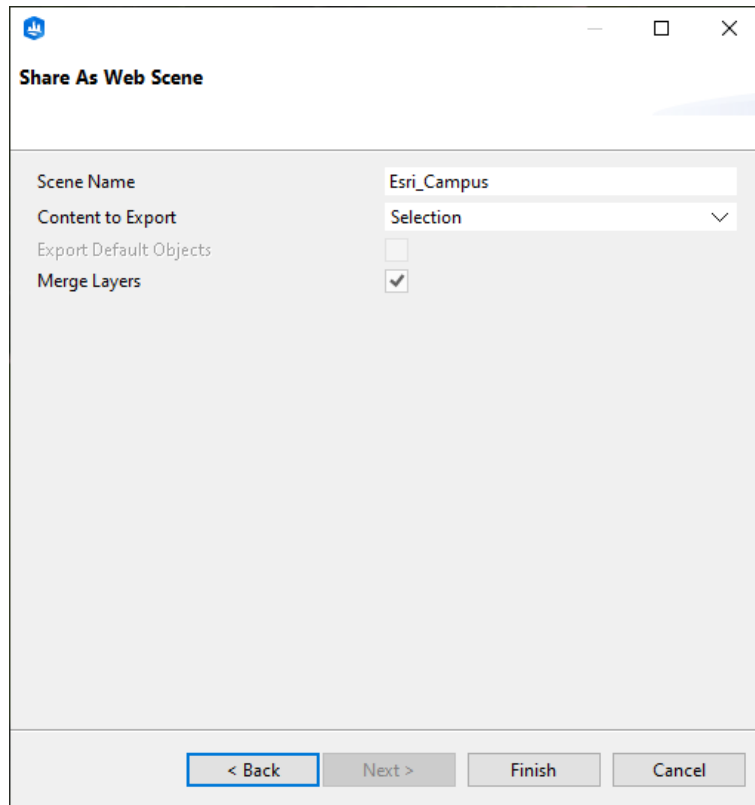 Share As Web Scene
Scene Name Esri_Campus
Content to Export Selection
Export Default Objects
Merge Layers
< Back Next > Finish Cancel